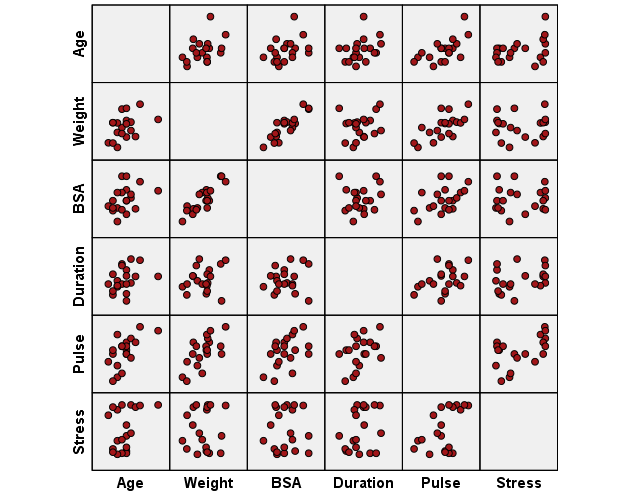 Age
Weight
BSA
Duration
Pulse
Stress
Age Weight BSA Duration Pulse Stress